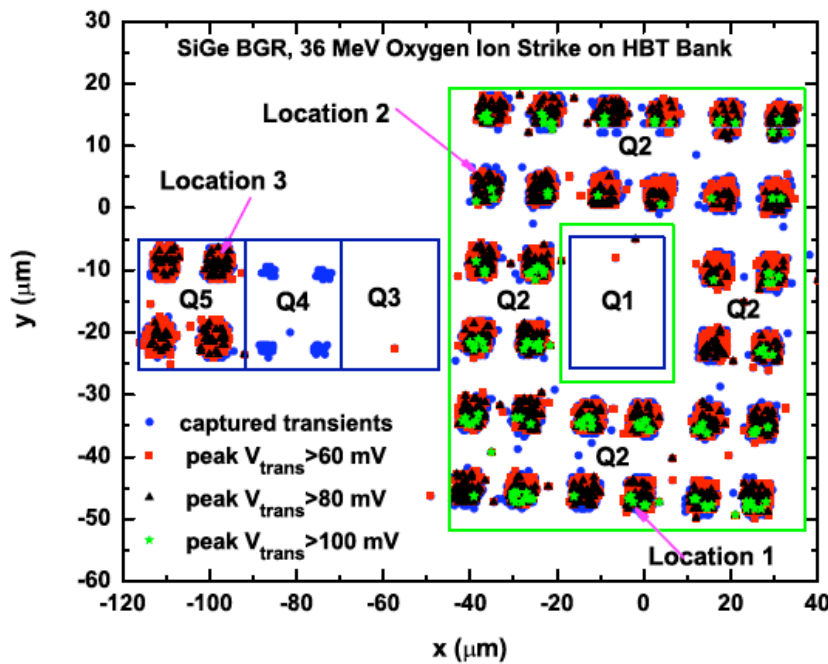 SiGe BGR, 36 MeV Oxygen Ion Strike on HBT Bank
30
20
10
0
-10
-20
-30
-40
-50
-60
y (μm)
Location 2
Location 3
Q2
Q5
Q4
Q3
Q2
Q1
Q2
Q2
captured transients
peak Vtrans>60 mV
peak Vtrans>80 mV
peak Vtrans>100 mV
Location 1
-120 -100 -80 -60 -40 -20 0 20 40
x (μm)